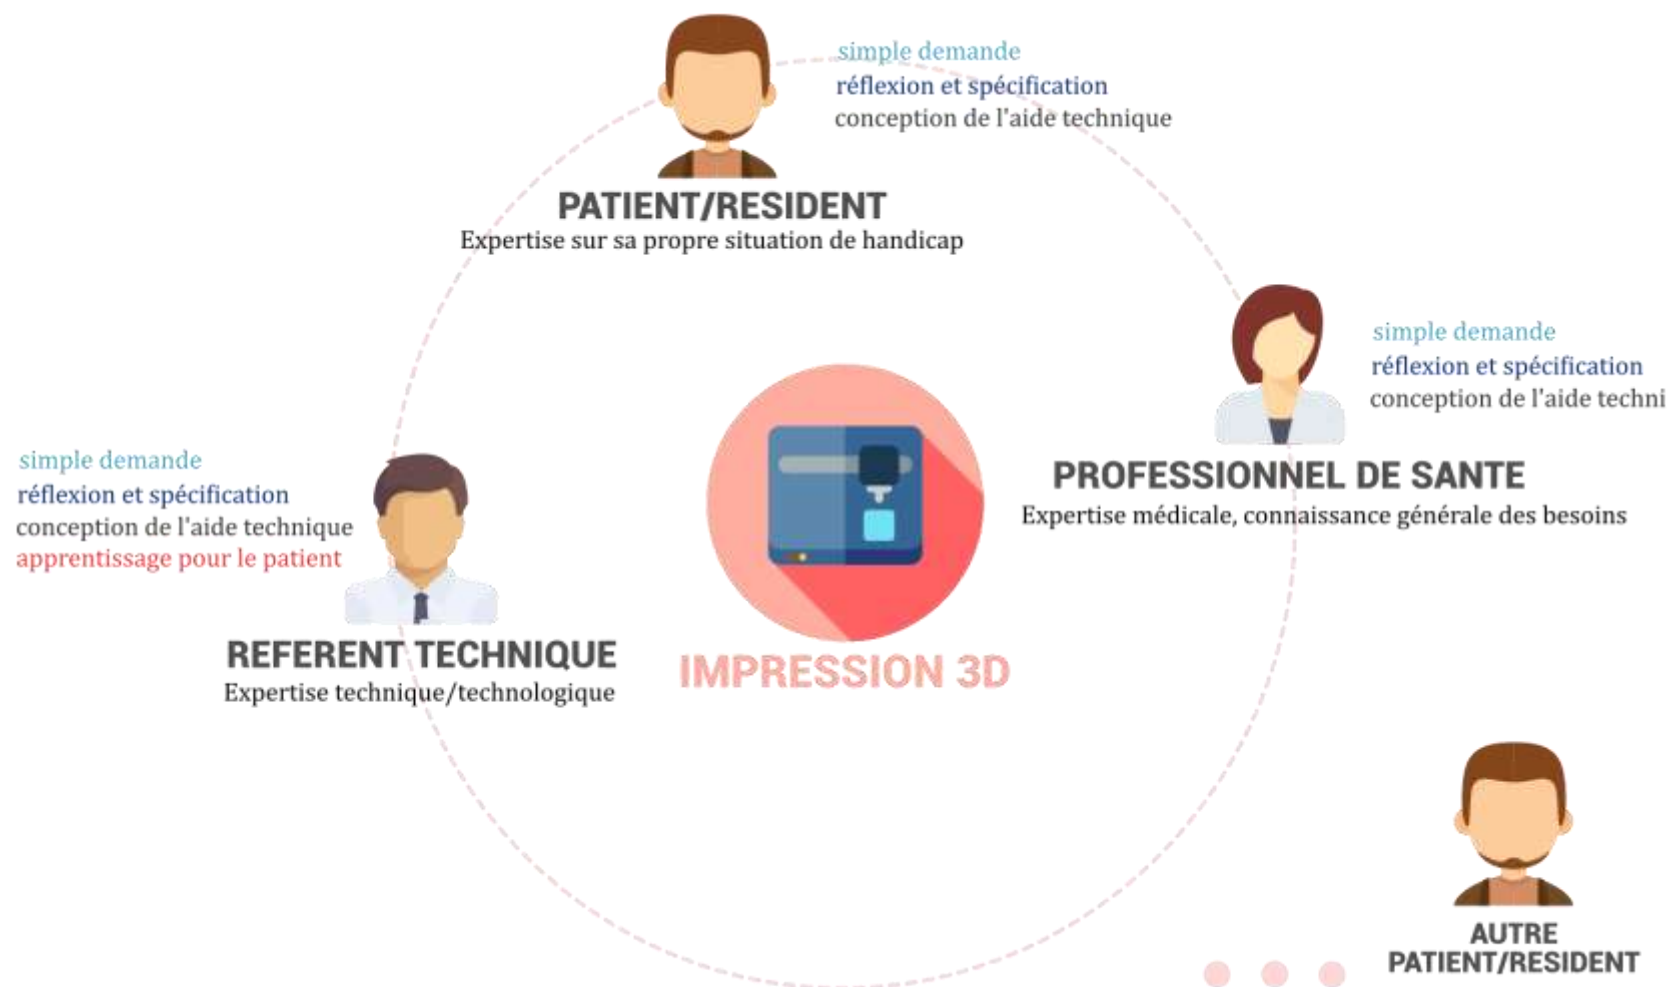 simple demande
réflexion et spécification
conception de l'aide technique
PATIENT/RESIDENT
Expertise sur sa propre situation de handicap
simple demande
réflexion et spécification
conception de l'aide techni
PROFESSIONNEL DE SANTE
Expertise médicale, connaissance générale des besoins
simple demande
réflexion et spécification
conception de l'aide technique
apprentissage pour le patient
REFERENT TECHNIQUE
Expertise technique/technologique
IMPRESSION 3D
AUTRE
PATIENT/RESIDENT